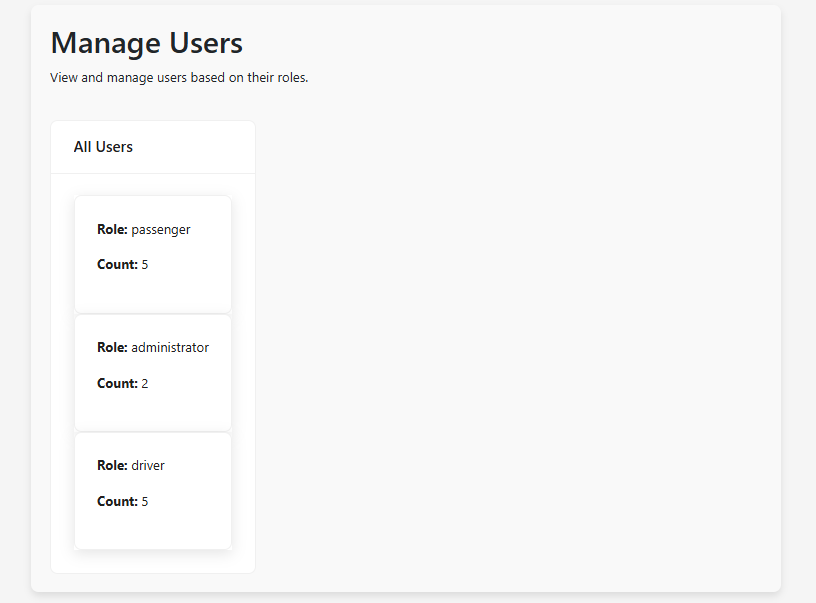 Manage Users
View and manage users based on their roles.
All Users
Role: passenger
Count: 5
Role: administrator
Count: 2
Role: driver
Count: 5